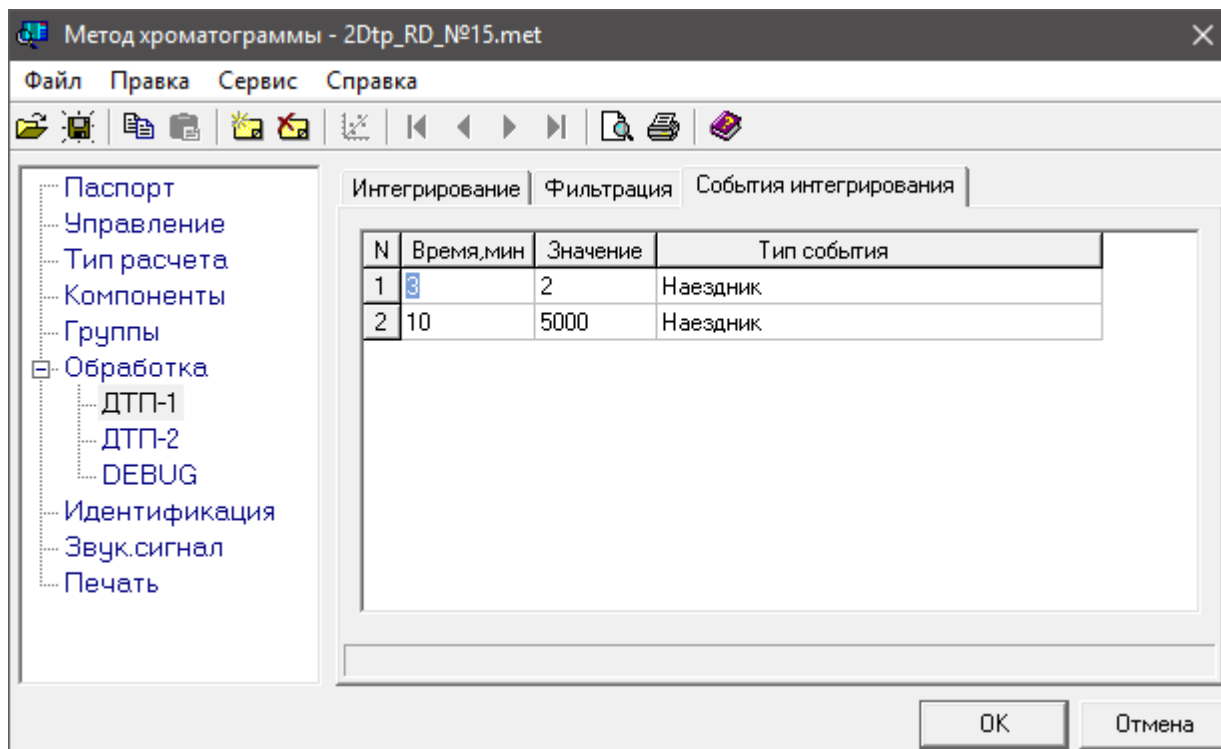 Метод хроматограммы - 2Dtp_RD_№15.met
Файл Правка Сервис Справка
Паспорт
Управление
Тип расчета
Компоненты
Группы
Обработка
ДТП-1
ДТП-2
DEBUG
Идентификация
Звук.сигнал
Печать
Интегрирование Фильтрация События интегрирования
N Время,мин Значение Тип события
1 3 2 Наездник
2 10 5000 Наездник
OK Отмена